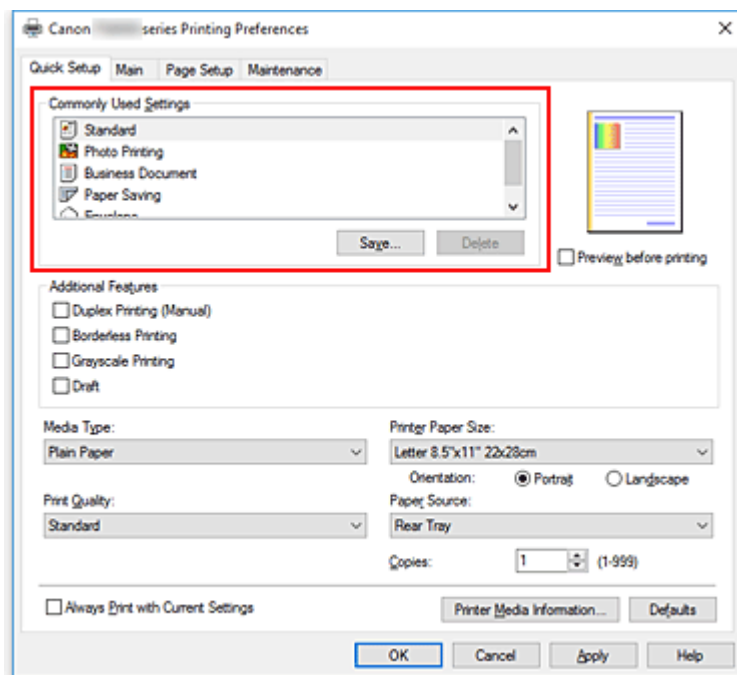 Canon series Printing Preferences
Quick Setup Main Page Setup Maintenance
Commonly Used Settings
Standard
Photo Printing
Business Document
Paper Saving
Envelope
Save... Delete
Preview before printing
Additional Features
Duplex Printing (Manual)
Borderless Printing
Grayscale Printing
Draft
Media Type: Printer Paper Size:
Plain Paper Letter 8.5"x11" 22x28cm
Orientation: Portrait Landscape
Print Quality: Paper Source:
Standard Rear Tray
Copies: 1 (1-999)
Always Print with Current Settings Printer Media Information... Defaults
OK Cancel Apply Help